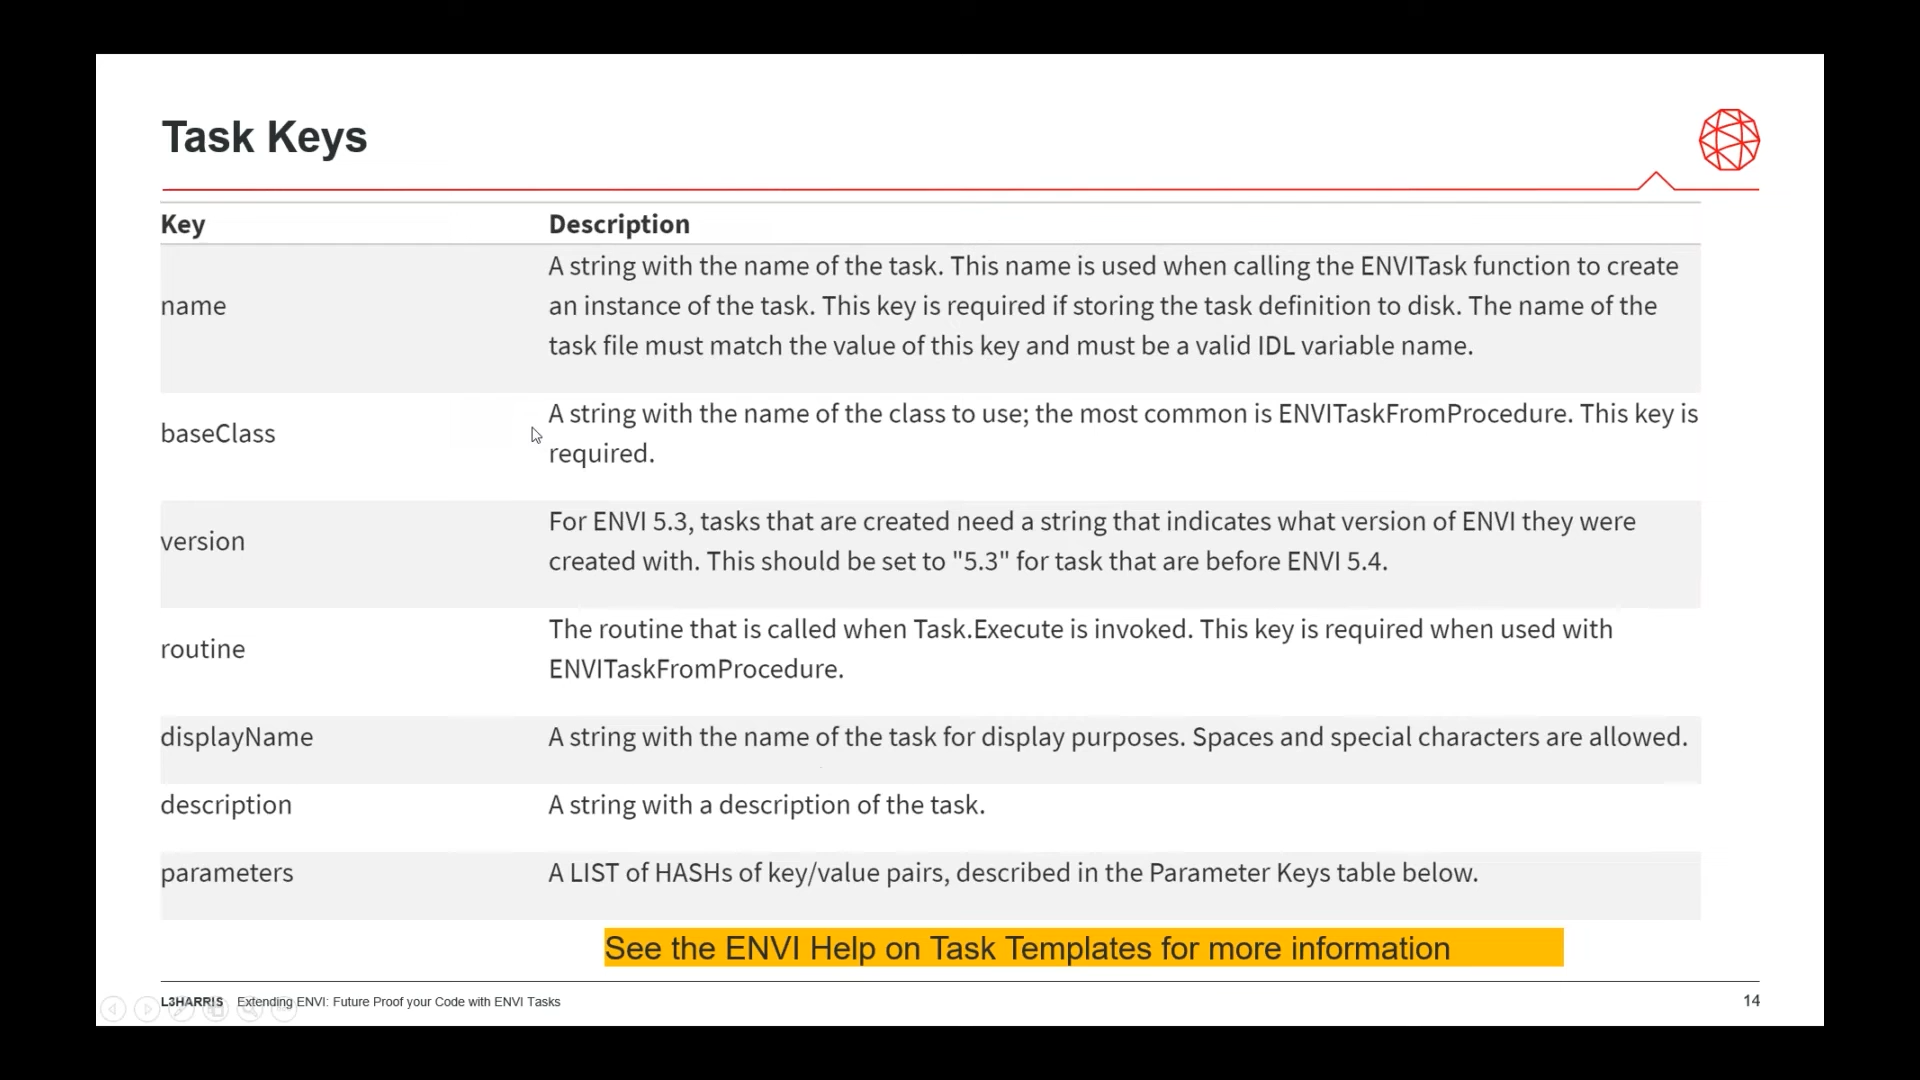 Task Keys
Key Description
name
A string with the name of the task. This name is used when calling the ENVITask function to create
an instance of the task. This key is required if storing the task definition to disk. The name of the
task file must match the value of this key and must be a valid IDL variable name.
baseClass
A string with the name of the class to use; the most common is ENVITaskFromProcedure. This key is
required.
version
For ENVI 5.3, tasks that are created need a string that indicates what version of ENVI they were
created with. This should be set to "5.3" for task that are before ENVI 5.4.
routine
The routine that is called when Task.Execute is invoked. This key is required when used with
ENVITaskFromProcedure.
displayName A string with the name of the task for display purposes. Spaces and special characters are allowed.
description A string with a description of the task.
parameters A LIST of HASHs of key/value pairs, described in the Parameter Keys table below.
See the ENVI Help on Task Templates for more information
L3HARRIS Extending ENVI: Future Proof your Code with ENVI Tasks 14